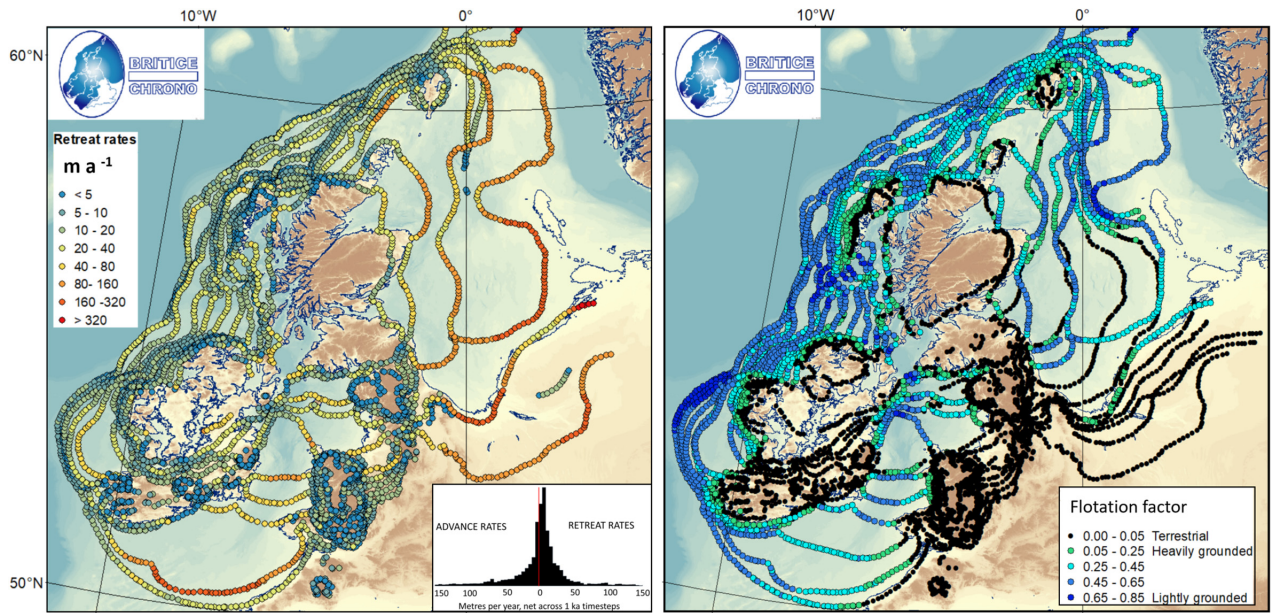 10°W
0°
60°N
BRITICE
CHRONO
Retreat rates
m a -1
< 5
5 - 10
10 - 20
20 - 40
40 - 80
80- 160
160 -320
> 320
50°N
ADVANCE RATES
RETREAT RATES
150
100
50
0
50
100
150
Metres per year, net across 1 ka timesteps
10°W
0°
BRITICE
CHRONO
Flotation factor
0.00 - 0.05 Terrestrial
0.05 - 0.25 Heavily grounded
0.25 - 0.45
0.45 - 0.65
0.65 - 0.85 Lightly grounded